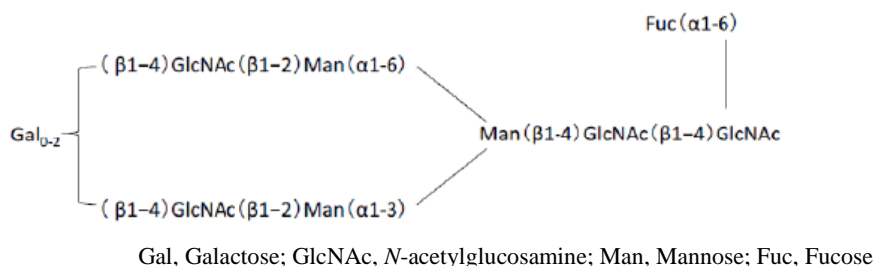 Fuc(α1-6)
(β1-4)GlcNAc(β1-2)Man(α1-6)
Gal0-2
Man(β1-4)GlcNAc(β1-4)GlcNAc
(β1-4)GlcNAc(β1-2)Man(α1-3)
Gal, Galactose; GlcNAc, N-acetylglucosamine; Man, Mannose; Fuc, Fucose